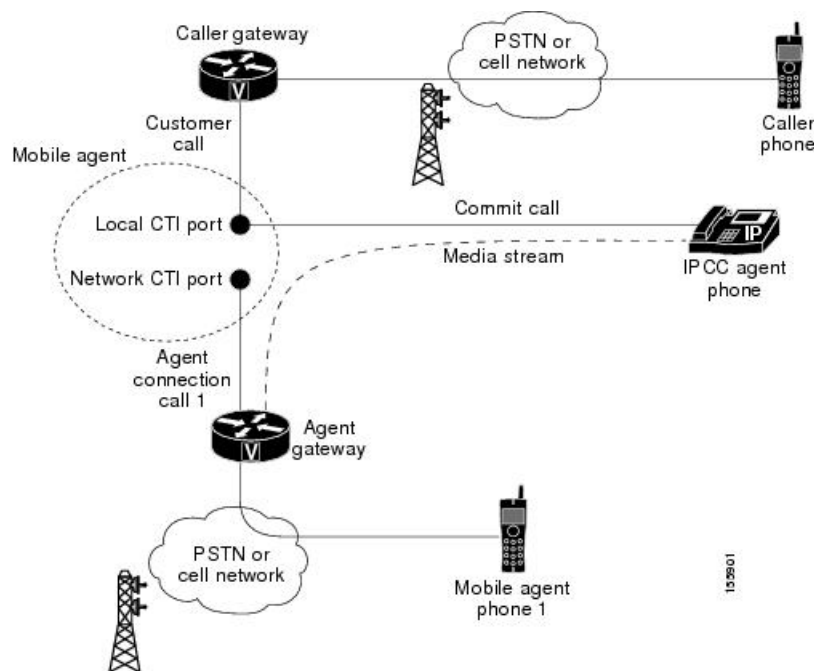 Caller gateway
PSTN or
cell network
V
Customer
call
Caller
phone
Mobile agent
Local CTI port
Commit call
IP
Media stream
Network CTI port
IPCC agent
phone
Agent
connection
call 1
Agent
gateway
V
PSTN or
cell network
Mobile agent
phone 1
155901